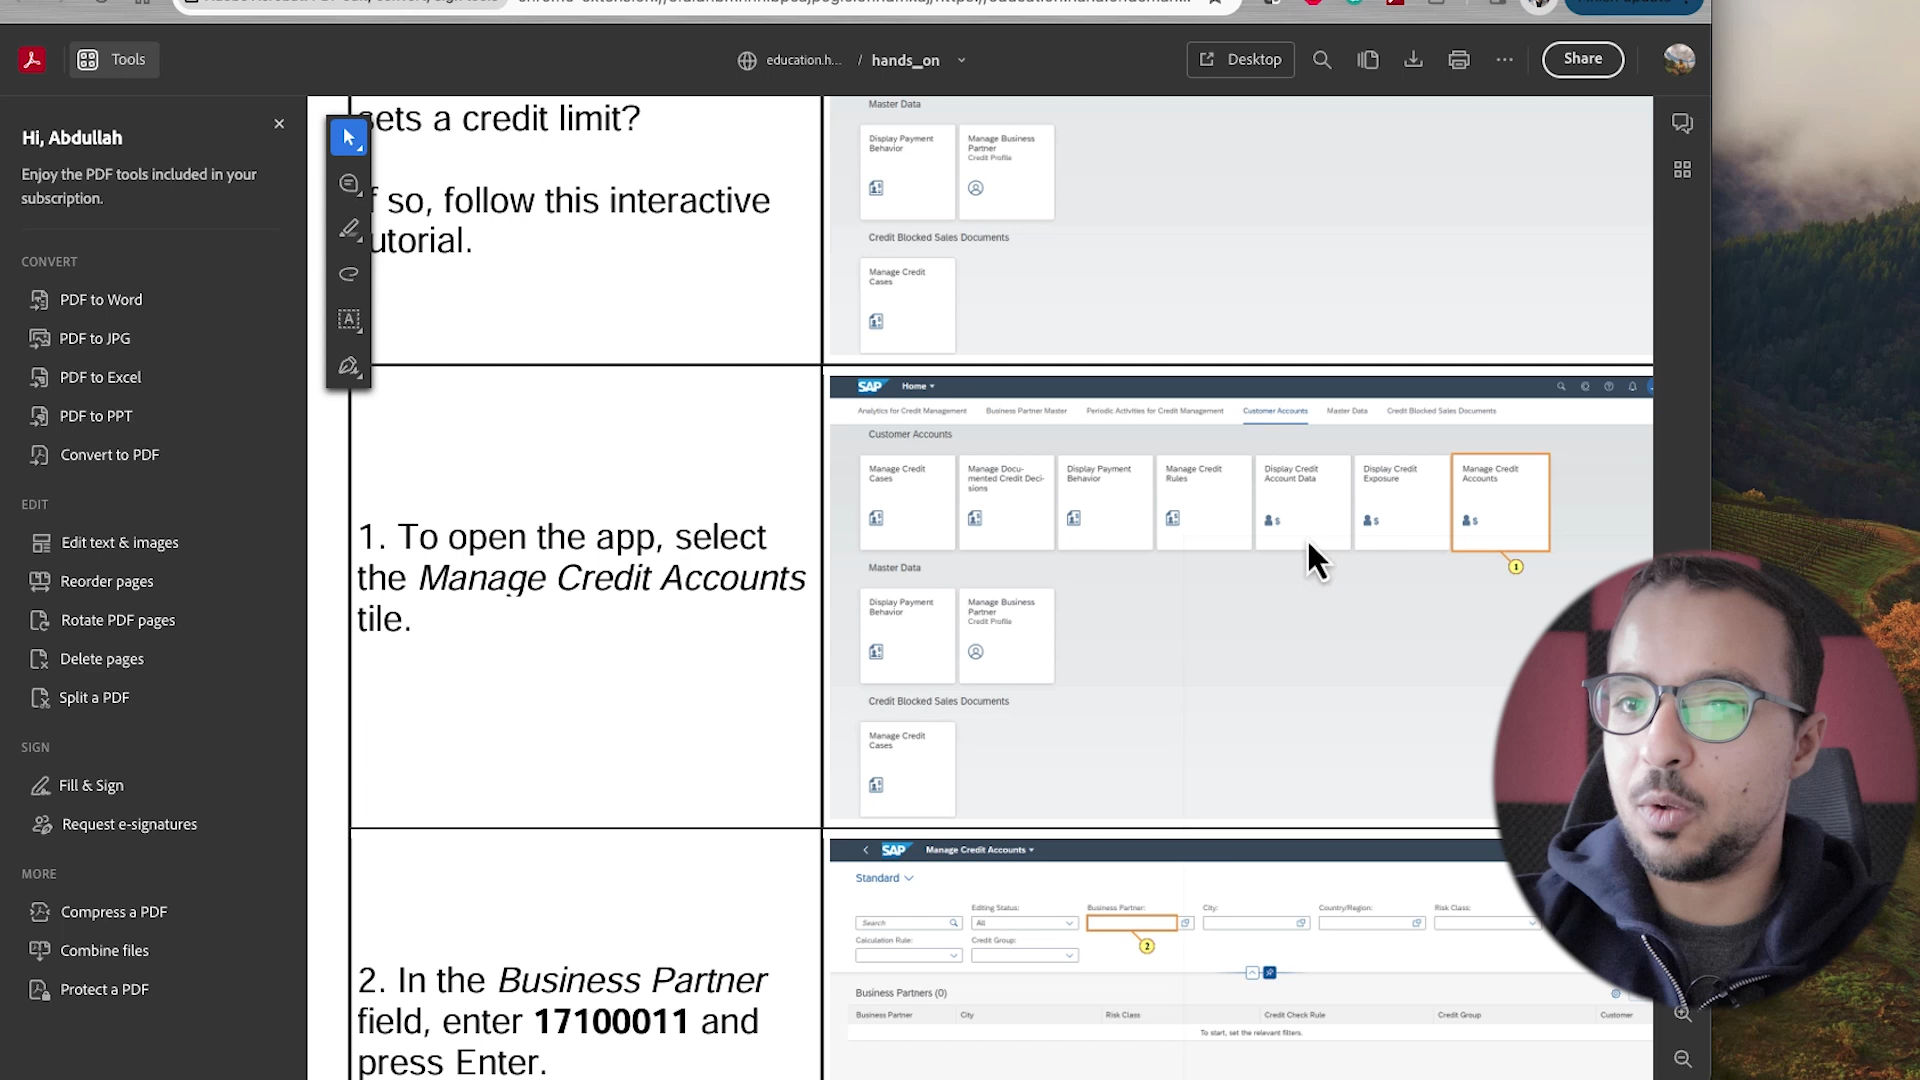 Tools
education.h... / hands_on
Desktop
Share
Hi, Abdullah
Enjoy the PDF tools included in your
subscription.
CONVERT
PDF to Word
PDF to JPG
PDF to Excel
PDF to PPT
Convert to PDF
EDIT
Edit text & images
Reorder pages
Rotate PDF pages
Delete pages
Split a PDF
SIGN
Fill & Sign
Request e-signatures
MORE
Compress a PDF
Combine files
Protect a PDF
sets a credit limit?
f so, follow this interactive
utorial.
Master Data
Display Payment
Behavior
Manage Business
Partner
Credit Profile
Credit Blocked Sales Documents
Manage Credit
Cases
1. To open the app, select
the Manage Credit Accounts
tile.
SAP Home
Analytics for Credit Management Business Partner Master Periodic Activities for Credit Management Customer Accounts Master Data Credit Blocked Sales Documents
Customer Accounts
Manage Credit
Cases
Manage Docu-
mented Credit Deci-
sions
Display Payment
Behavior
Manage Credit
Rules
Display Credit
Account Data
Display Credit
Exposure
Manage Credit
Accounts
1
Master Data
Display Payment
Behavior
Manage Business
Partner
Credit Profile
Credit Blocked Sales Documents
Manage Credit
Cases
2. In the Business Partner
field, enter 17100011 and
press Enter.
SAP Manage Credit Accounts
Standard
Editing Status: Business Partner: City: Country/Region: Risk Class:
Search All
2
Calculation Rule: Credit Group:
Business Partners (0)
Business Partner City Risk Class Credit Check Rule Credit Group Customer
To start, set the relevant filters.